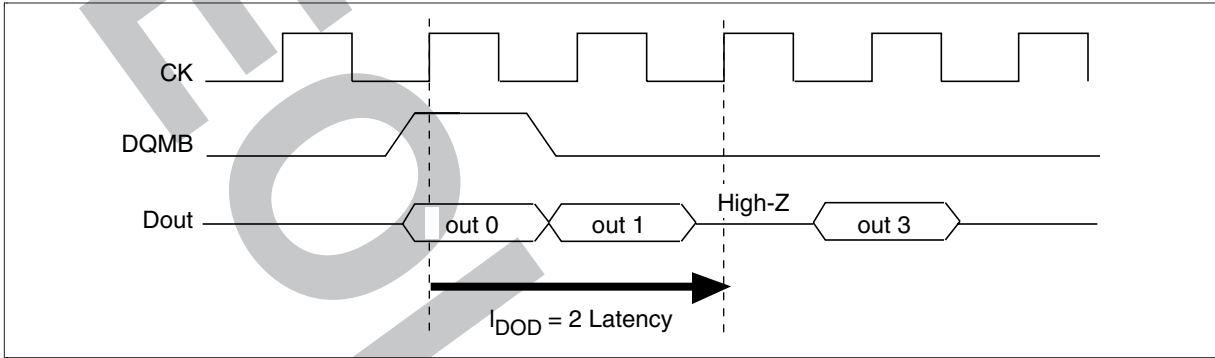 CK
DQMB
High-Z
Dout
out 0
out 1
out 3
lDOD = 2 Latency